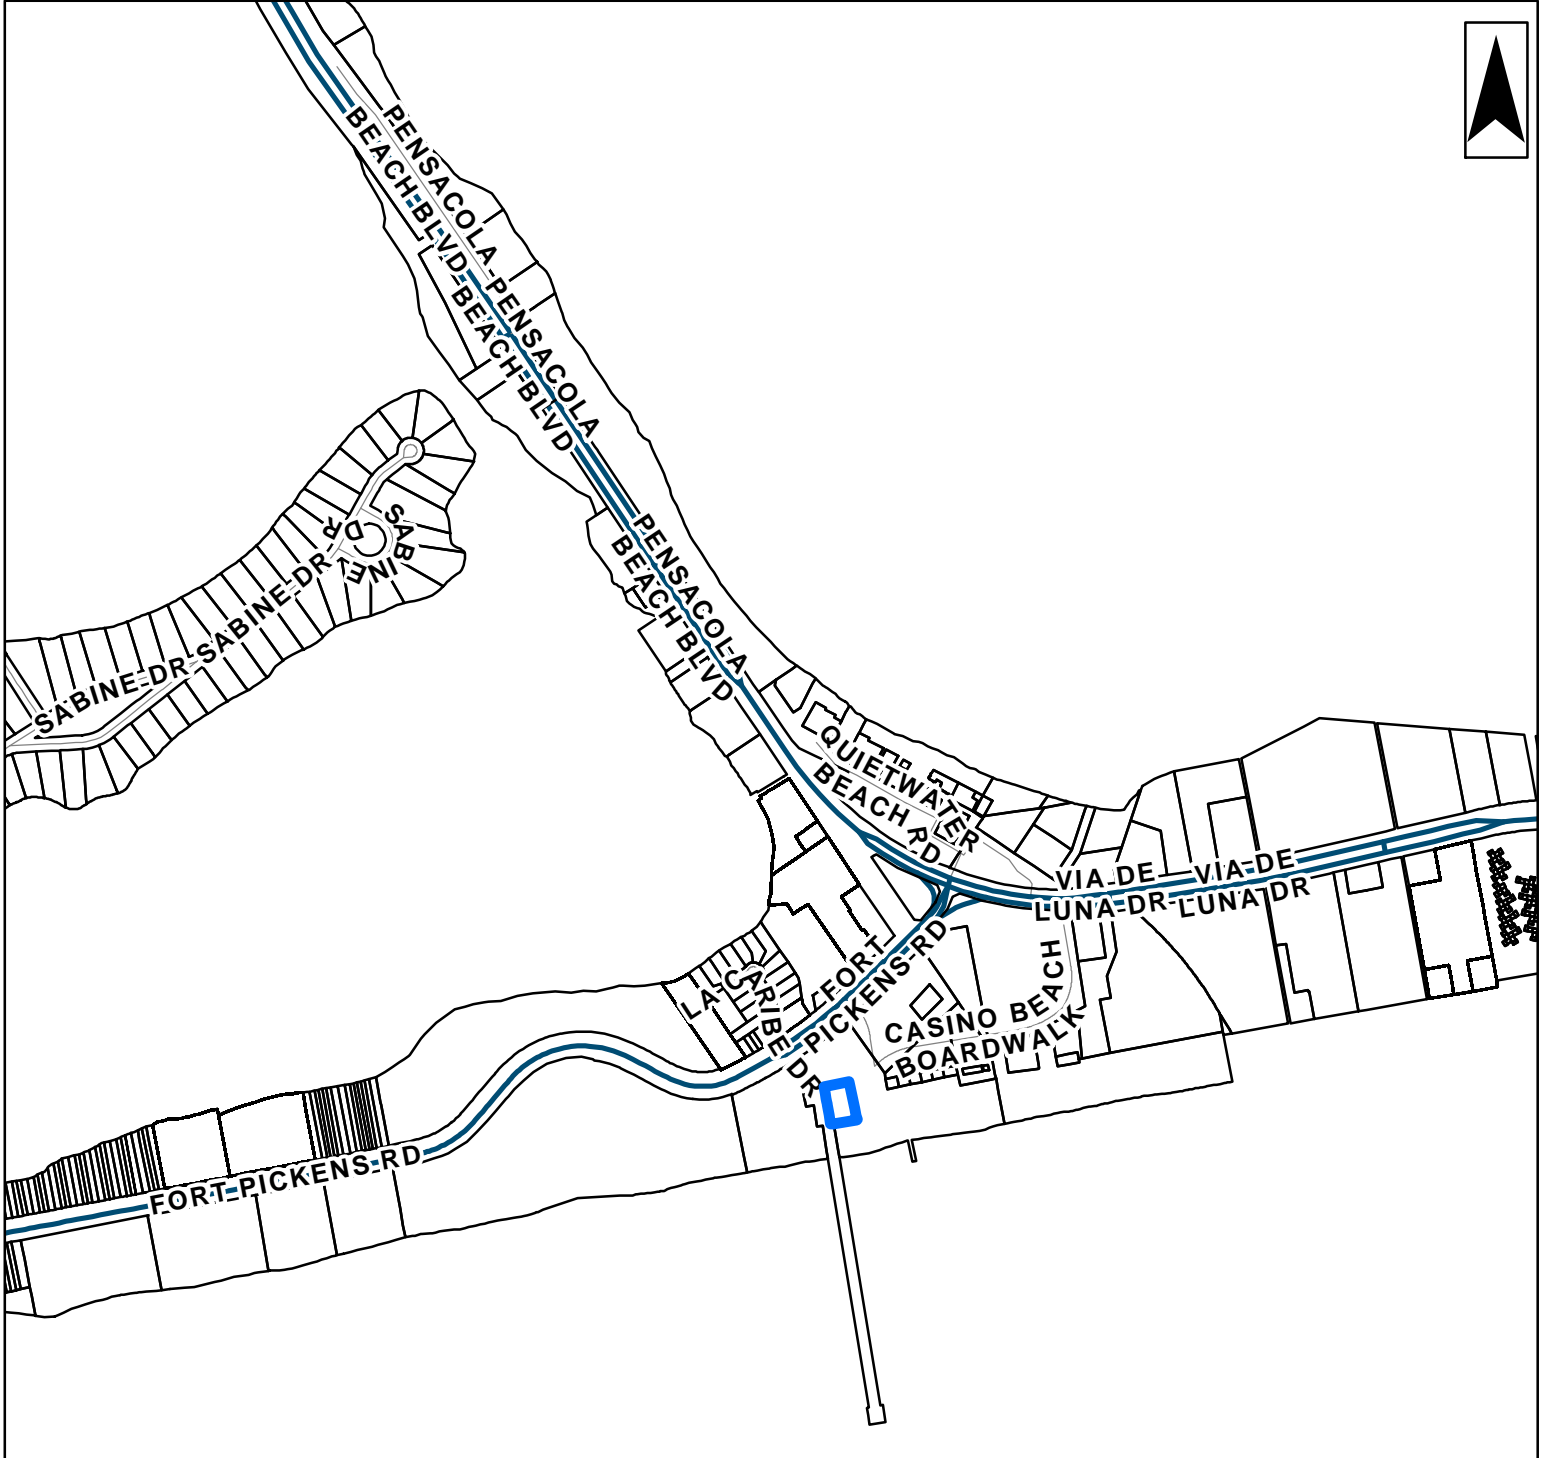 PENSACOLA
BEACH BLVD
PENSACOLA
BEACH BLVD
PENSACOLA
BEACH BLVD
SABINE DR
SABINE DR
SABINE DR
QUIETWATER
BEACH RD
VIA DE
LUNA DR
VIA DE
LUNA DR
FORT
PICKENS RD
LA CARIBE DR
CASINO BEACH
BOARDWALK
FORT PICKENS RD